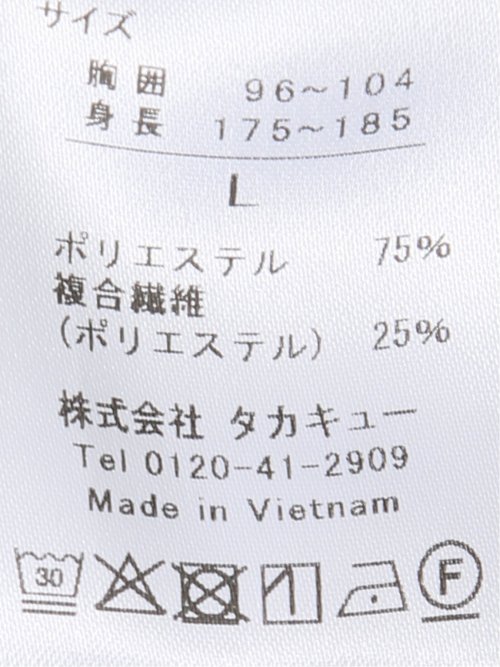 サイズ
胸囲 96～104
身長 175～185
L
ポリエステル 75%
複合繊維
(ポリエステル) 25%
株式会社 タカキュー
Tel 0120-41-2909
Made in Vietnam
30 F